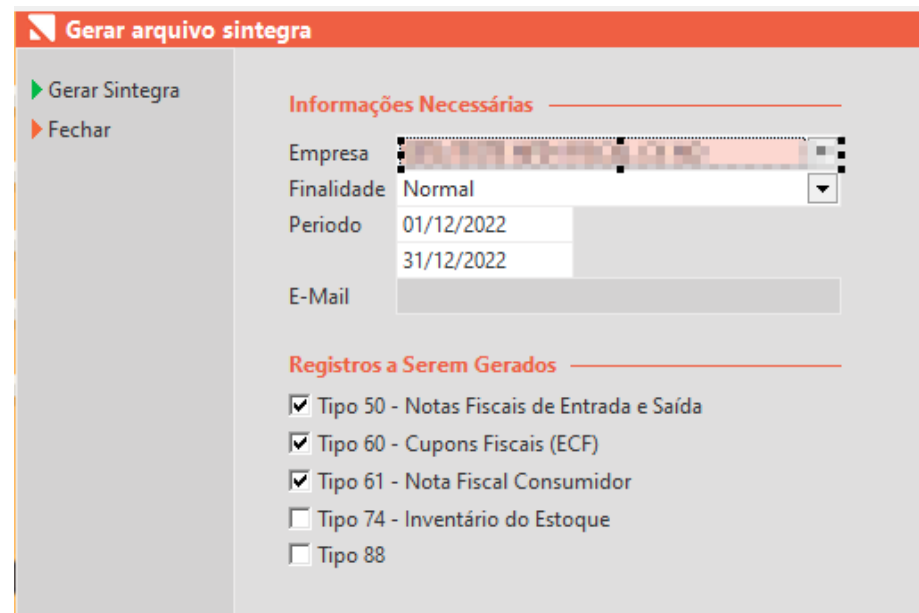 Gerar arquivo sintegra
Gerar Sintegra
Fechar
Informações Necessárias
Empresa
Finalidade Normal
Periodo 01/12/2022
31/12/2022
E-Mail
Registros a Serem Gerados
Tipo 50 - Notas Fiscais de Entrada e Saída
Tipo 60 - Cupons Fiscais (ECF)
Tipo 61 - Nota Fiscal Consumidor
Tipo 74 - Inventário do Estoque
Tipo 88